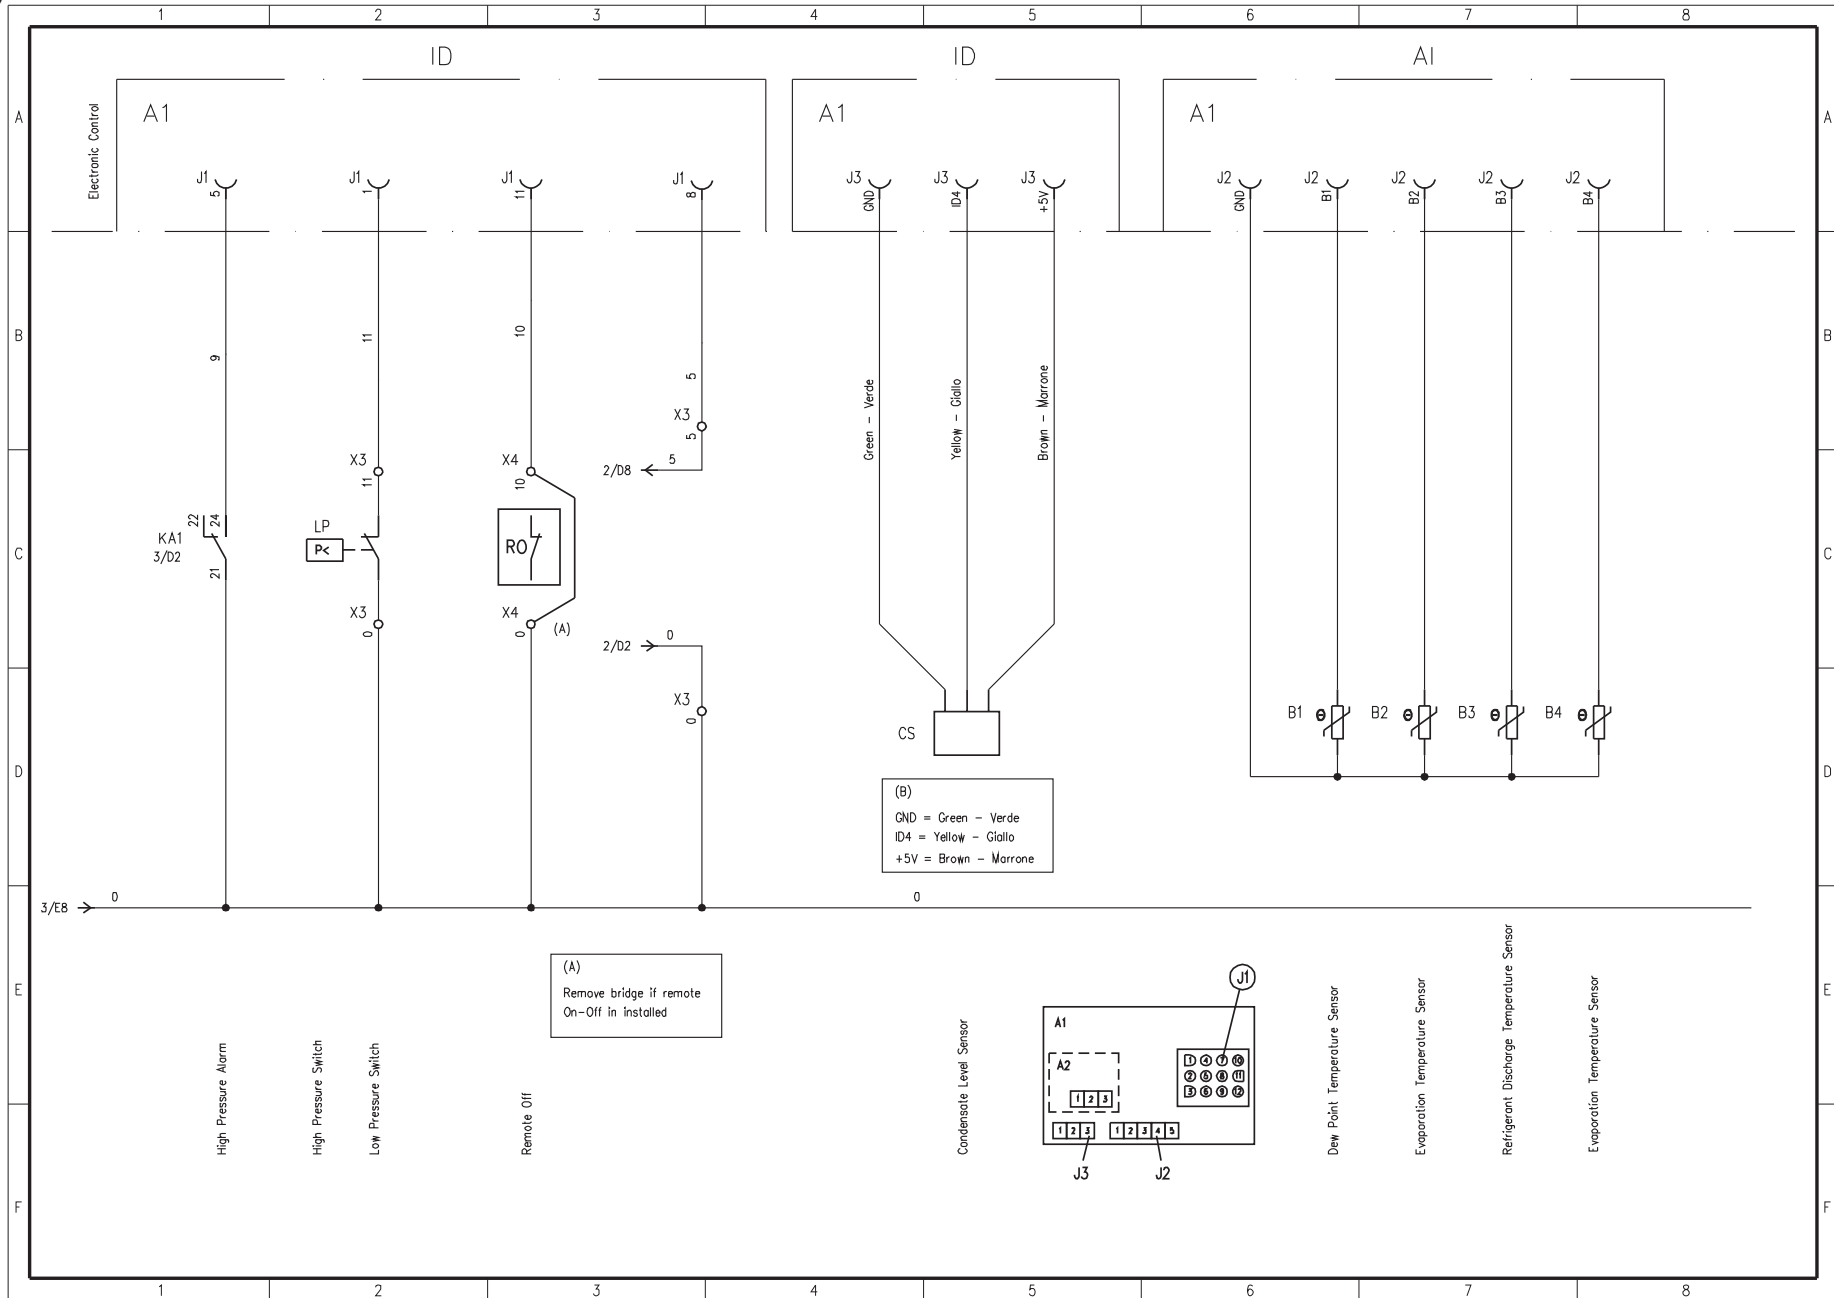 1 2 3 4 5 6 7 8
ID ID AI
A A
Electronic Control
A1 A1 A1
J1 J1 J1 J1 J3 J3 J3 J2 J2 J2 J2 J2
5 1 11 8 GND ID4 +5V GND B1 B2 B3 B4
B B
9 11 10 5
Green - Verde
Yellow - Giallo
Brown - Marrone
X3
5
X3 X4
11 10
2/D8 5
C C
22 24
KA1
3/D2
21
LP
P<
RO
X3 X4
0 0 (A)
2/D2 0
X3
0
CS
B1 θ B2 θ B3 θ B4 θ
D D
(B)
GND = Green - Verde
ID4 = Yellow - Giallo
+5V = Brown - Marrone
3/E8 0 0
E E
(A)
Remove bridge if remote
On-Off in installed
High Pressure Alarm
High Pressure Switch
Low Pressure Switch
Remote Off
Condensate Level Sensor
J1
A1
A2
1 2 3
1 4 7 10
2 5 8 11
3 6 9 12
1 2 3 1 2 3 4 5
J3 J2
Dew Point Temperature Sensor
Evaporation Temperature Sensor
Refrigerant Discharge Temperature Sensor
Evaporation Temperature Sensor
F F
1 2 3 4 5 6 7 8